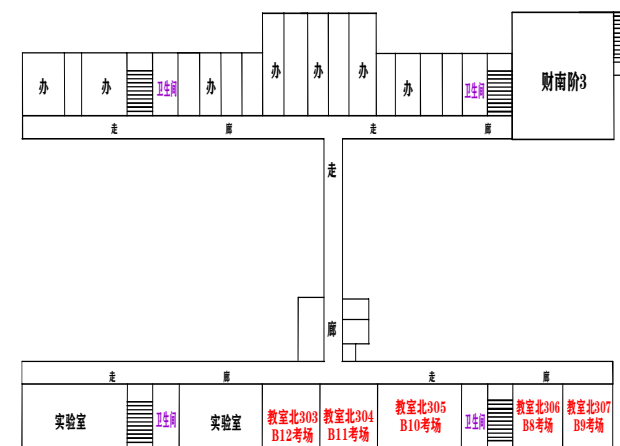 办 办 卫生间 办 办 办 办 办 卫生间 财南阶3
走 廊 走 廊
走
廊
走 廊 走 廊
实验室 卫生间 实验室 教室北303 教室北304 教室北305 卫生间 教室北306 教室北307
B12考场 B11考场 B10考场 B8考场 B9考场